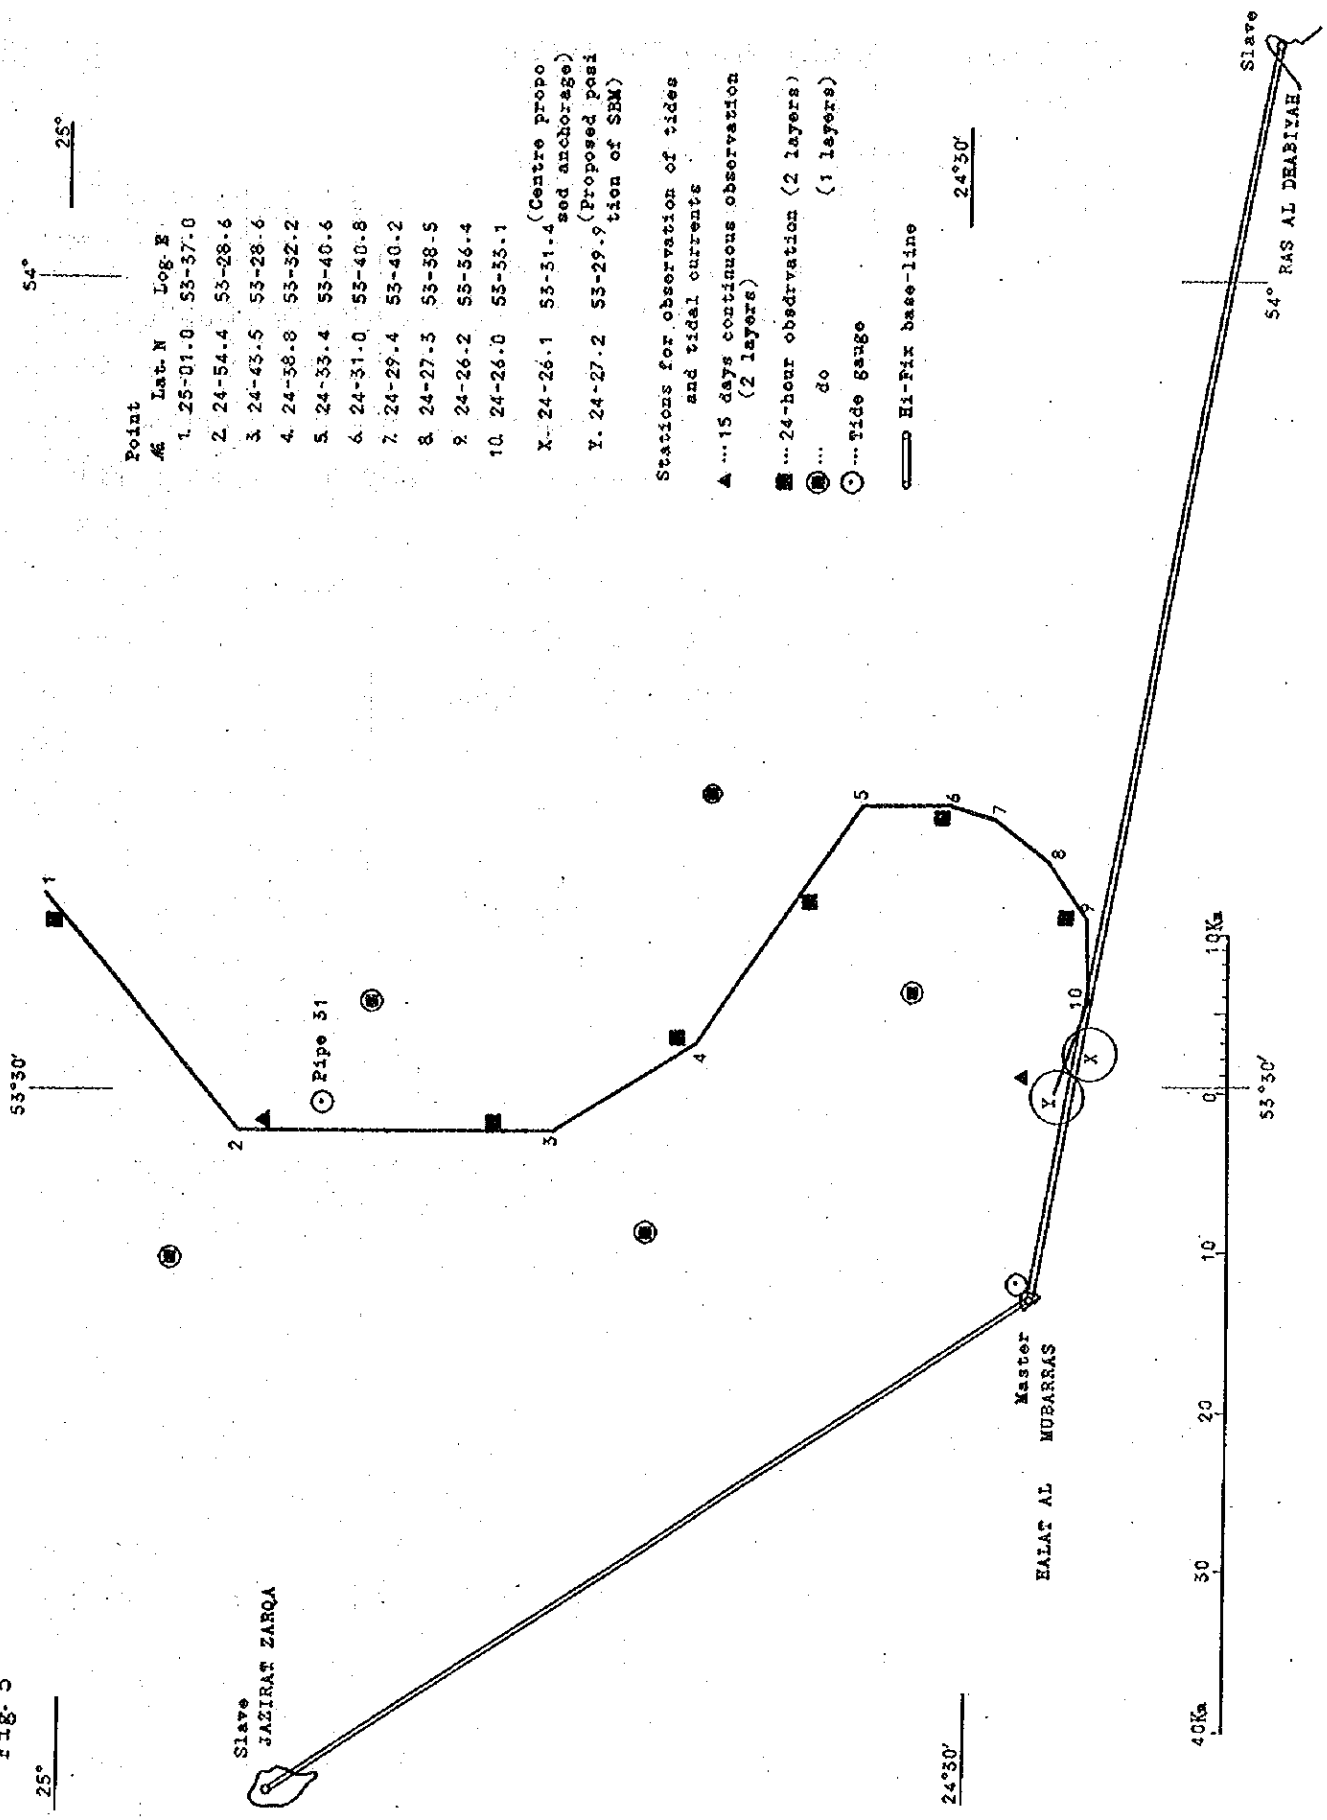 Fig. 5
25°
53°30'
54°
25°
Point
№ Lat. N Log. E
1. 25-01.0 53-37.0
2. 24-54.4 53-28.6
3. 24-43.5 53-28.6
4. 24-38.8 53-32.2
5. 24-33.4 53-40.6
6. 24-31.0 53-40.8
7. 24-29.4 53-40.2
8. 24-27.3 53-38.5
9. 24-26.2 53-36.4
10. 24-26.0 53-33.1
X. 24-26.1 53-31.4 (Centre propo
sed anchorage)
Y. 24-27.2 53-29.9 (Proposed posi
tion of SBM)
Stations for observation of tides
and tidal currents
▲ ... 15 days continuous observation
(2 layers)
■ ... 24-hour obsdrvation (2 layers)
... do (1 layers)
⊙ ... Tide gauge
Hi-Fix base-line
Slave
JAZIRAT ZARQA
1
2
Pipe 31
3
4
5
6
7
8
9
10
X
Y
24°30'
24°30'
Master
HALAT AL MUBARRAS
Slave
RAS AL DHABIYAH
54°
40Km
30
20
10
0
10Km
53°30'